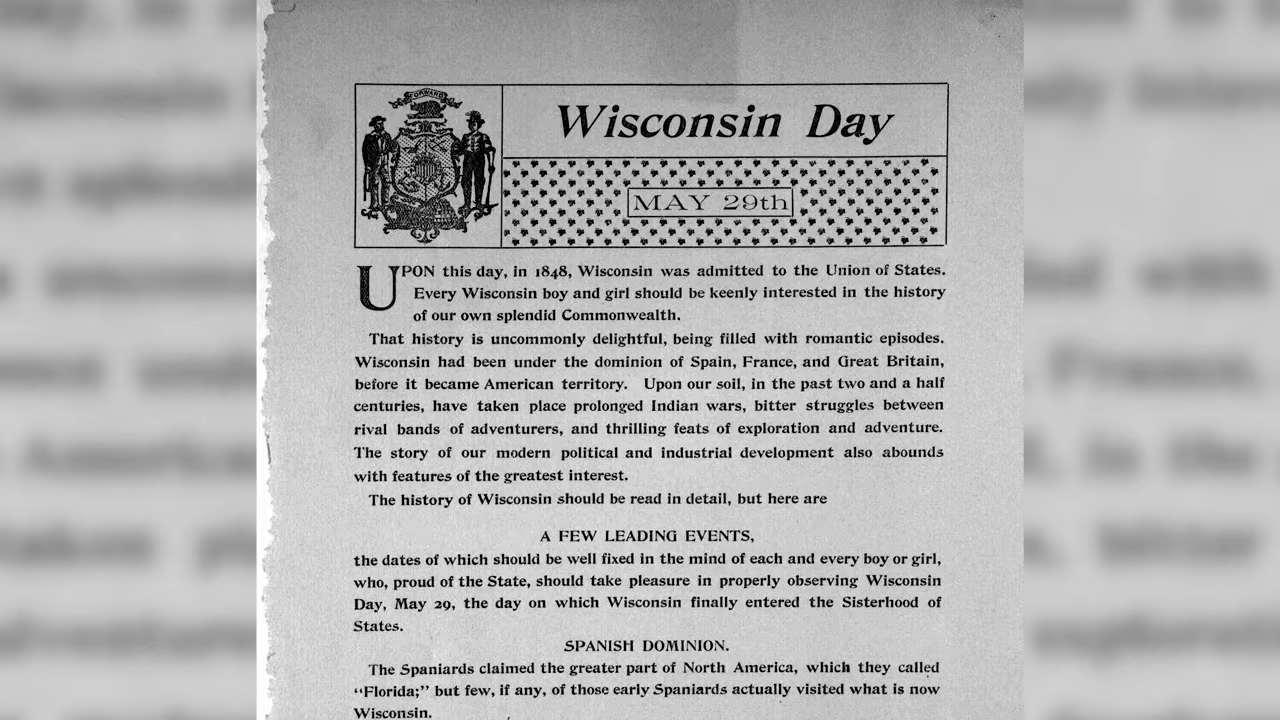 FORWARD
Wisconsin Day
MAY 29th
UPON this day, in 1848, Wisconsin was admitted to the Union of States.
Every Wisconsin boy and girl should be keenly interested in the history
of our own splendid Commonwealth.
That history is uncommonly delightful, being filled with romantic episodes.
Wisconsin had been under the dominion of Spain, France, and Great Britain,
before it became American territory. Upon our soil, in the past two and a half
centuries, have taken place prolonged Indian wars, bitter struggles between
rival bands of adventurers, and thrilling feats of exploration and adventure.
The story of our modern political and industrial development also abounds
with features of the greatest interest.
The history of Wisconsin should be read in detail, but here are
A FEW LEADING EVENTS,
the dates of which should be well fixed in the mind of each and every boy or girl,
who, proud of the State, should take pleasure in properly observing Wisconsin
Day, May 29, the day on which Wisconsin finally entered the Sisterhood of
States.
SPANISH DOMINION.
The Spaniards claimed the greater part of North America, which they called
"Florida;" but few, if any, of those early Spaniards actually visited what is now
Wisconsin.